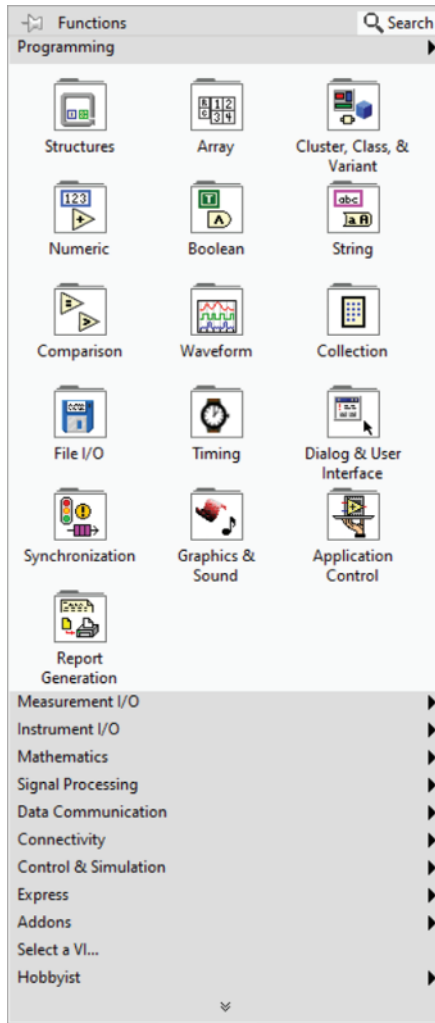 Functions
Search
Programming
Structures
Array
Cluster, Class, &
Variant
123
Numeric
Boolean
abc
String
Comparison
Waveform
Collection
File I/O
Timing
Dialog & User
Interface
Synchronization
Graphics &
Sound
Application
Control
Report
Generation
Measurement I/O
Instrument I/O
Mathematics
Signal Processing
Data Communication
Connectivity
Control & Simulation
Express
Addons
Select a VI...
Hobbyist